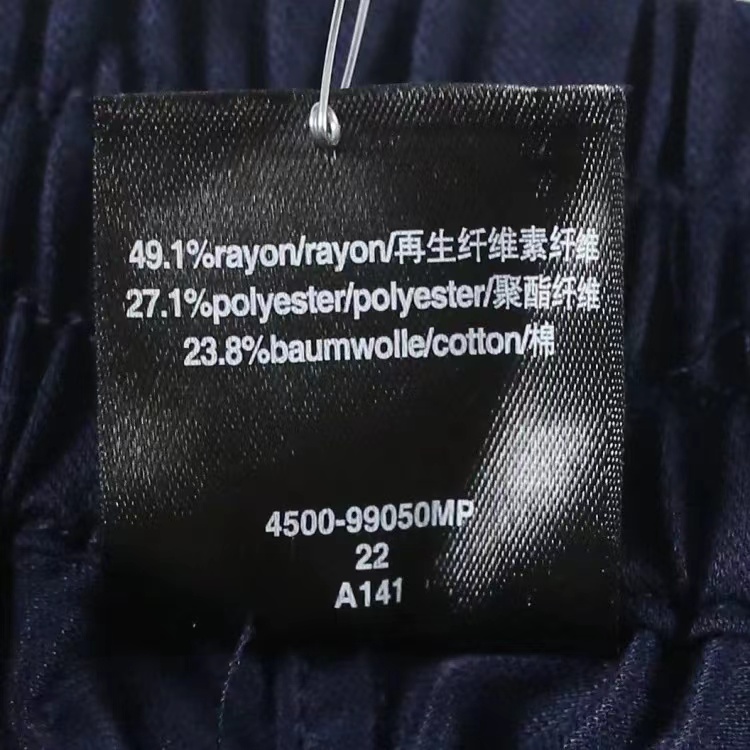 49.1%rayon/rayon/再生纤维素纤维
27.1%polyester/polyester/聚酯纤维
23.8%baumwolle/cotton/棉
4500-99050MP
22
A141